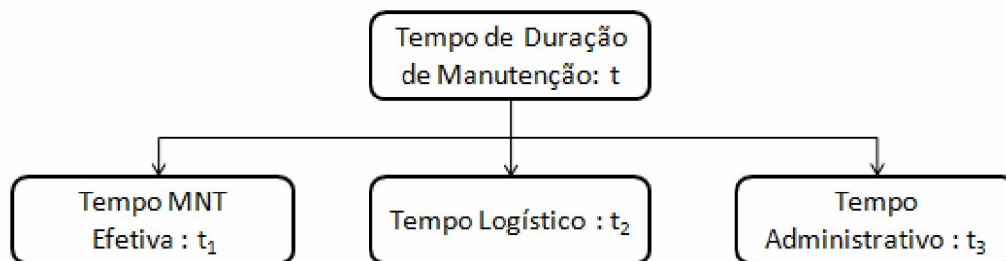 Tempo de Duração
de Manutenção: t
Tempo MNT
Efetiva : t₁
Tempo Logístico : t₂
Tempo
Administrativo : t₃